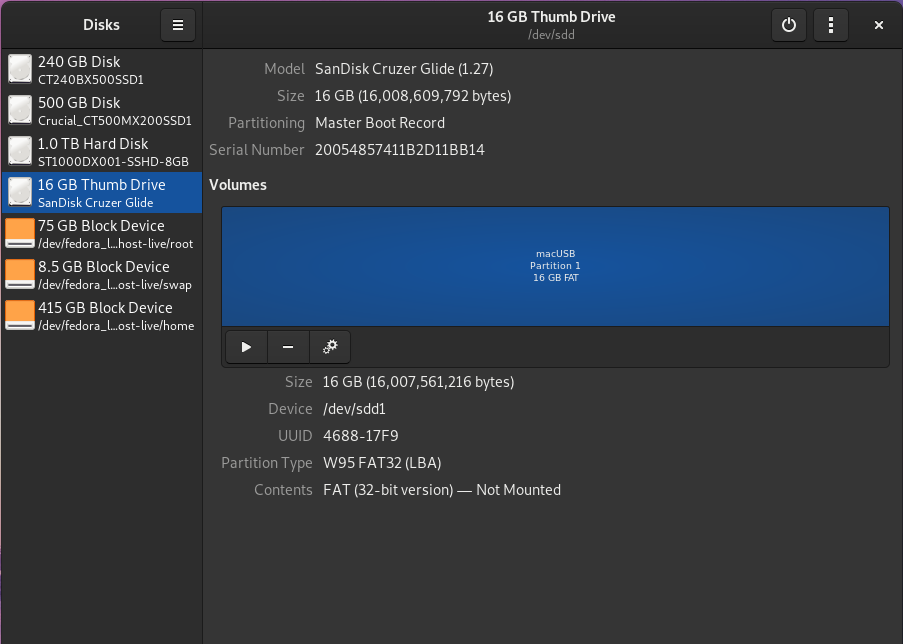 Disks
16 GB Thumb Drive
/dev/sdd
240 GB Disk
CT240BX500SSD1
500 GB Disk
Crucial_CT500MX200SSD1
1.0 TB Hard Disk
ST1000DX001-SSHD-8GB
16 GB Thumb Drive
SanDisk Cruzer Glide
75 GB Block Device
/dev/fedora_l…host-live/root
8.5 GB Block Device
/dev/fedora_l…ost-live/swap
415 GB Block Device
/dev/fedora_l…ost-live/home
Model SanDisk Cruzer Glide (1.27)
Size 16 GB (16,008,609,792 bytes)
Partitioning Master Boot Record
Serial Number 20054857411B2D11BB14
Volumes
macUSB
Partition 1
16 GB FAT
Size 16 GB (16,007,561,216 bytes)
Device /dev/sdd1
UUID 4688-17F9
Partition Type W95 FAT32 (LBA)
Contents FAT (32-bit version) — Not Mounted